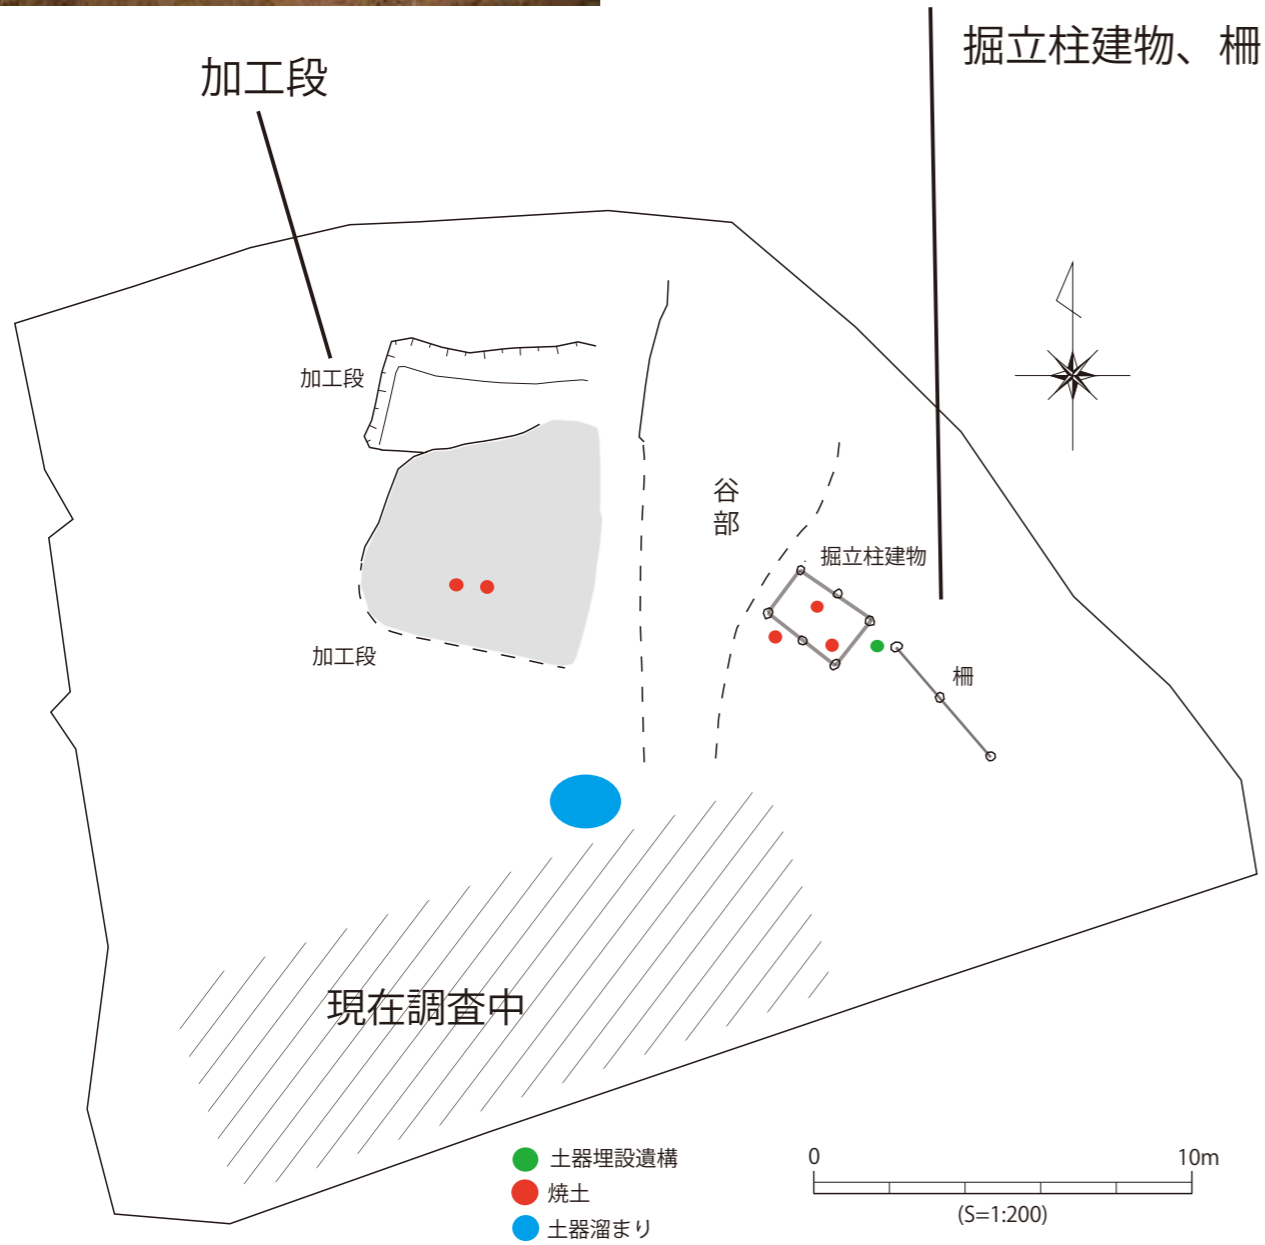 掘立柱建物、柵
加工段
加工段
谷部
掘立柱建物
加工段
柵
現在調査中
土器埋設遺構
焼土
土器溜まり
0 10m
(S=1:200)